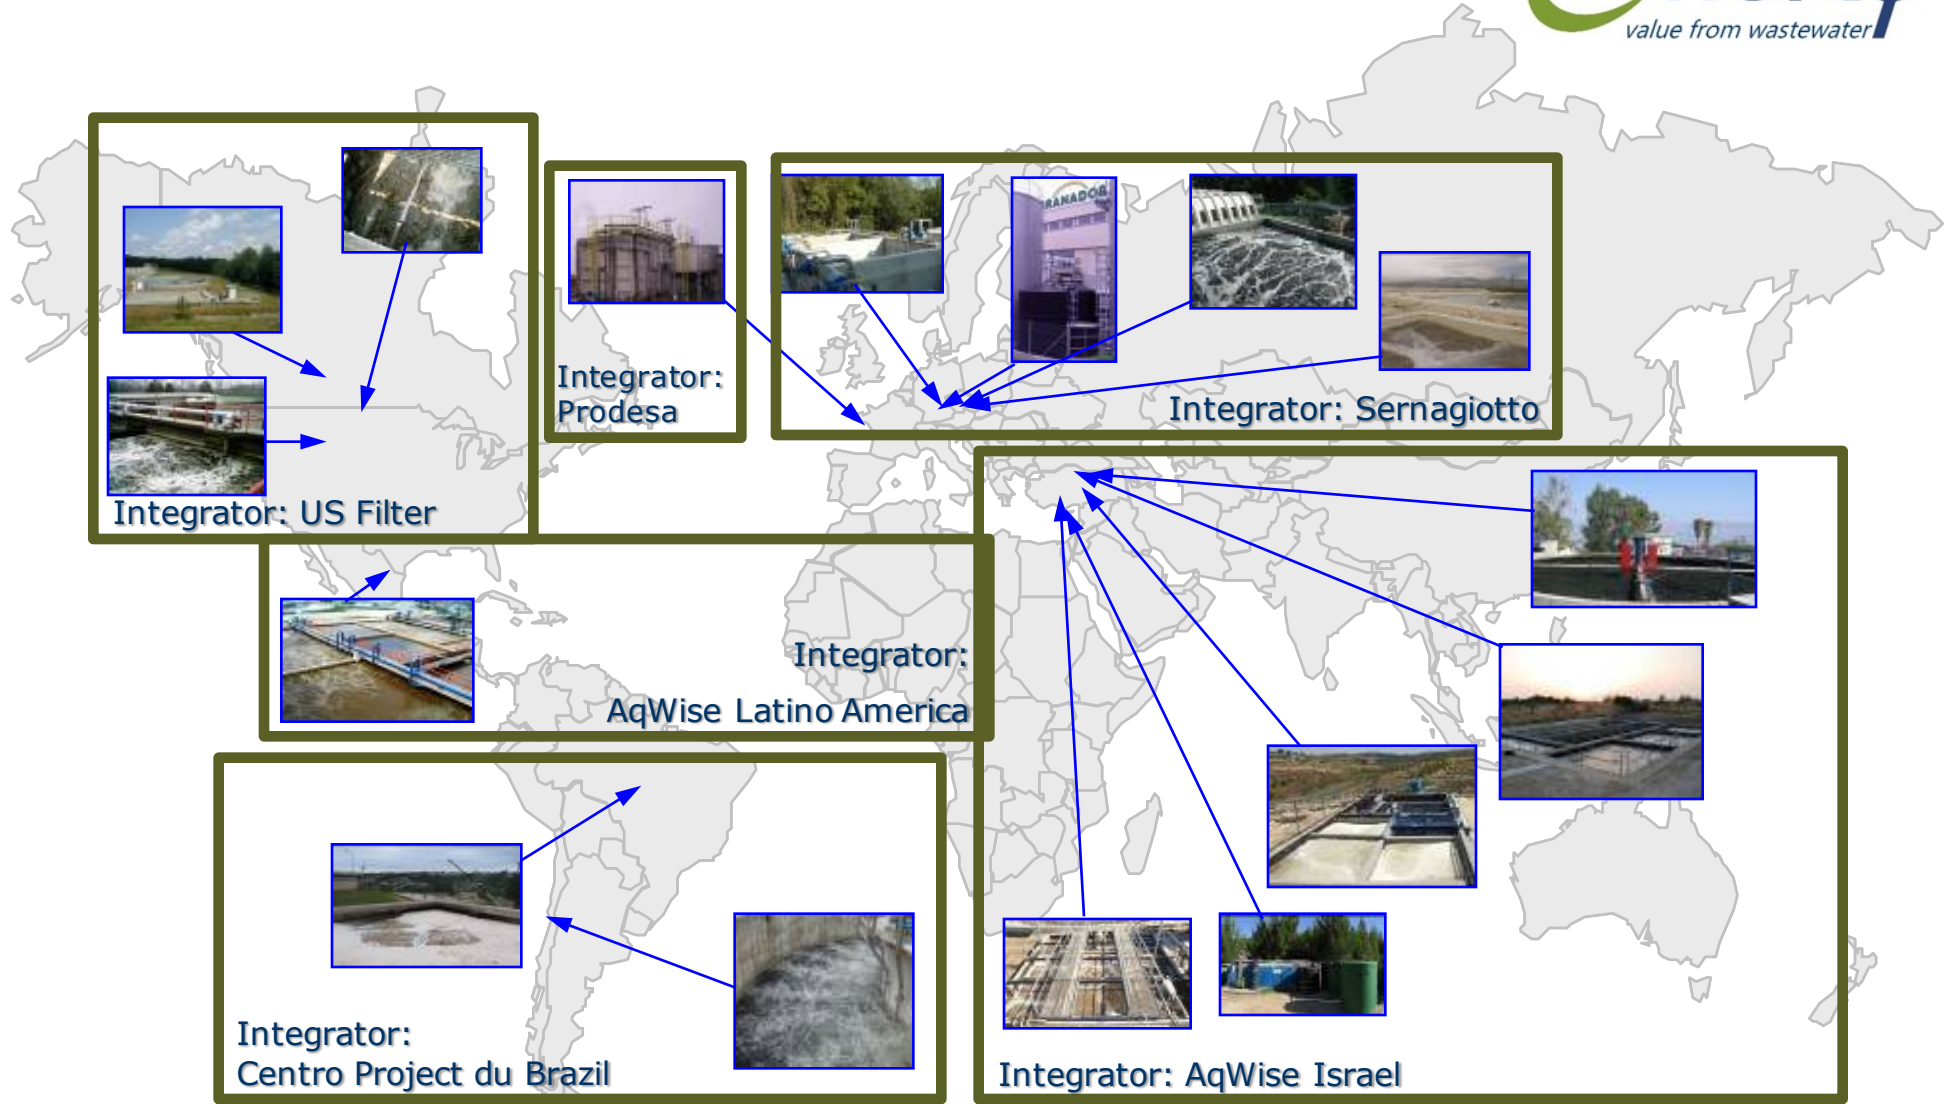 value from wastewater
Integrator:
Prodesa
Integrator: Sernagiotto
Integrator: US Filter
Integrator:
AqWise Latino America
Integrator:
Centro Project du Brazil
Integrator: AqWise Israel